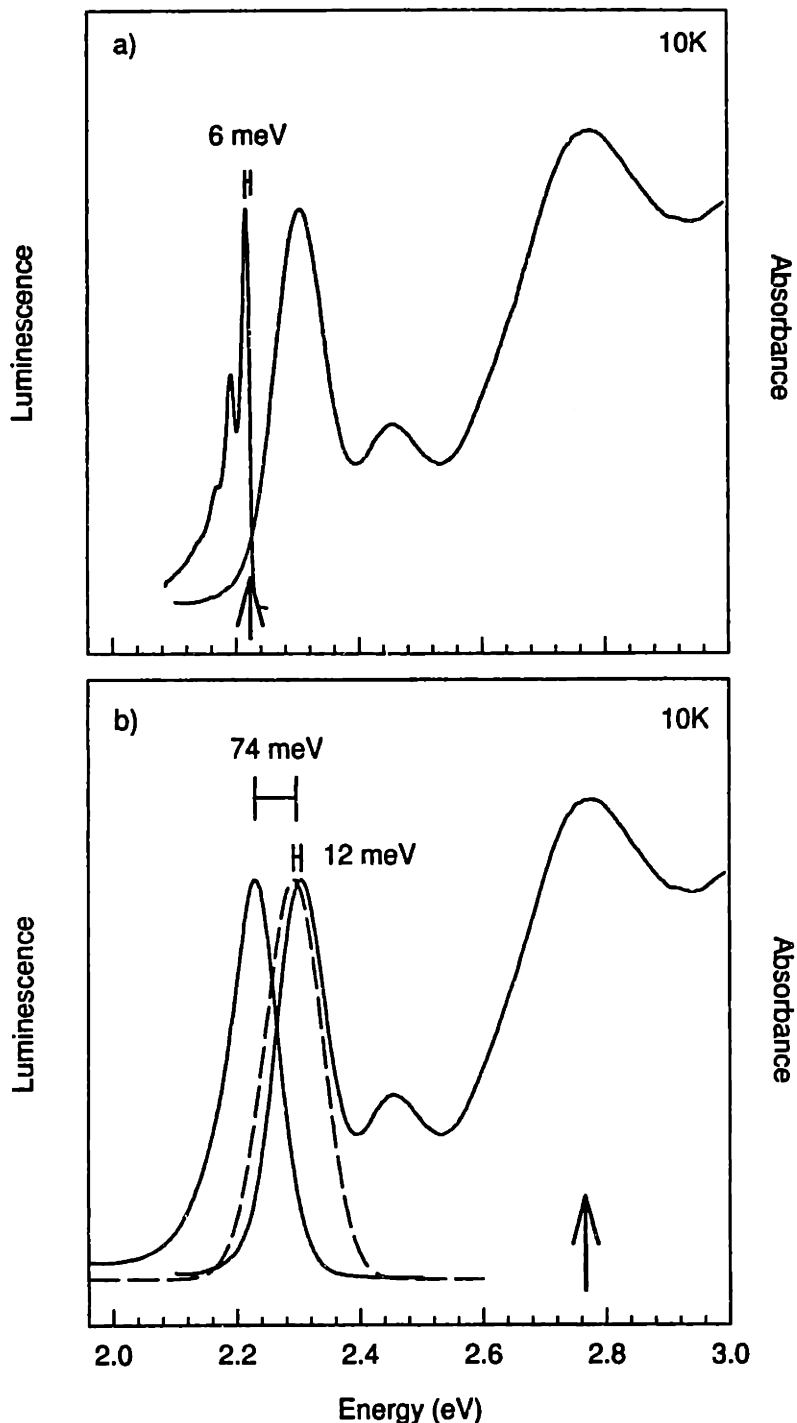 a)
10K
6 meV
Luminescence
Absorbance
b)
10K
74 meV
12 meV
Luminescence
Absorbance
2.0 2.2 2.4 2.6 2.8 3.0
Energy (eV)